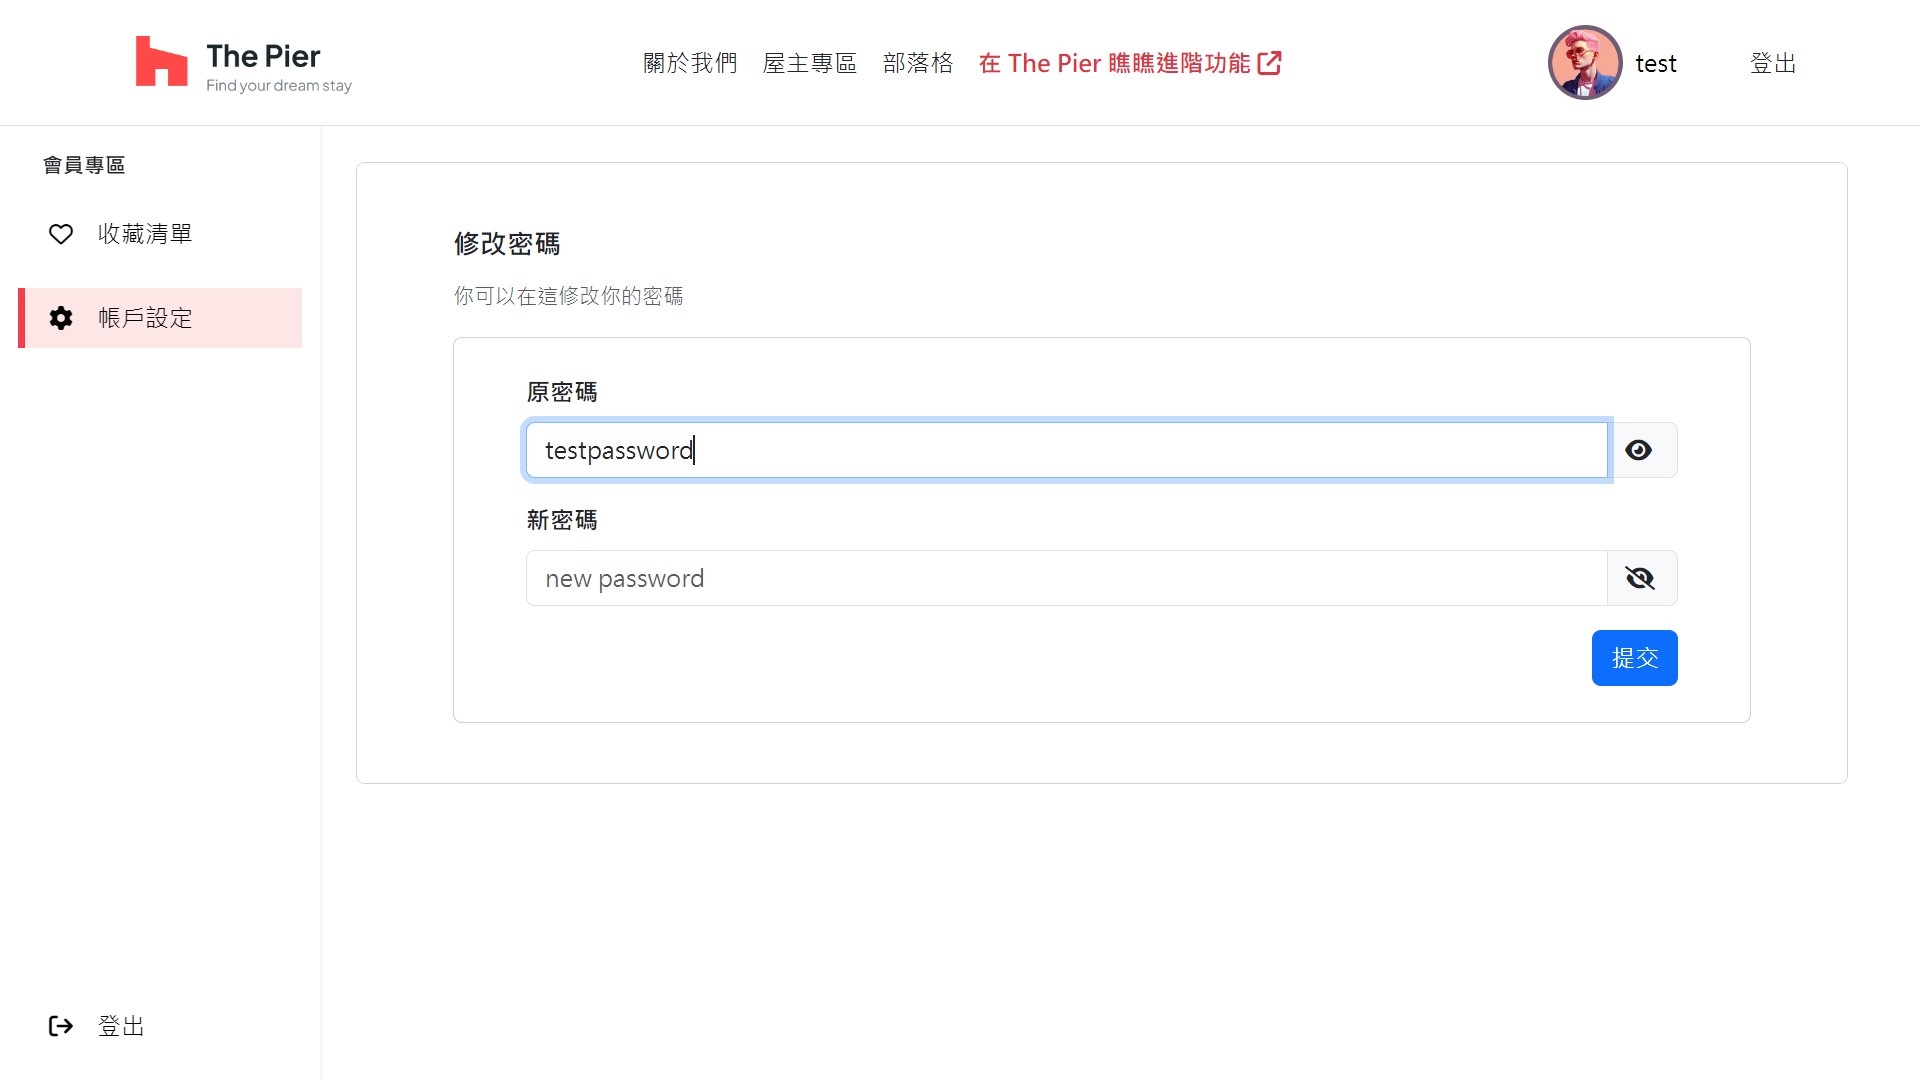 The Pier
Find your dream stay
關於我們 屋主專區 部落格 在 The Pier 瞧瞧進階功能
test 登出
會員專區
收藏清單
帳戶設定
登出
修改密碼
你可以在這修改你的密碼
原密碼
testpassword
新密碼
new password
提交